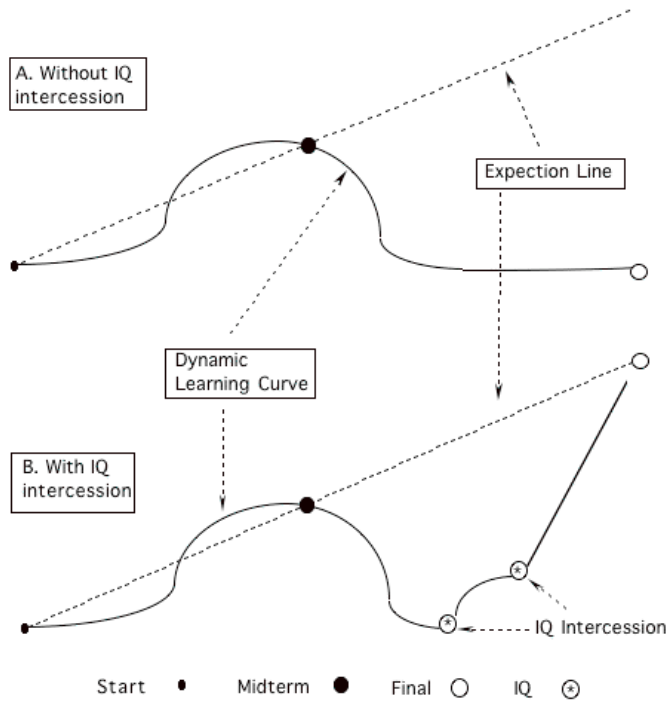 A. Without IQ
intercession
Expection Line
Dynamic
Learning Curve
B. With IQ
intercession
*
*
IQ Intercession
Start
Midterm
Final
IQ
*